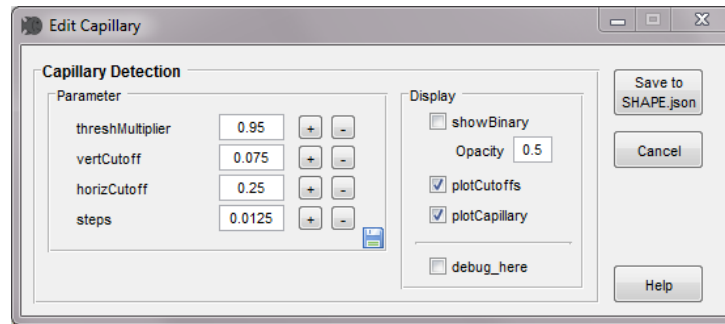 Edit Capillary
Capillary Detection
Parameter
threshMultiplier 0.95 + -
vertCutoff 0.075 + -
horizCutoff 0.25 + -
steps 0.0125 + -
Display
showBinary
Opacity 0.5
plotCutoffs
plotCapillary
debug_here
Save to
SHAPE.json
Cancel
Help